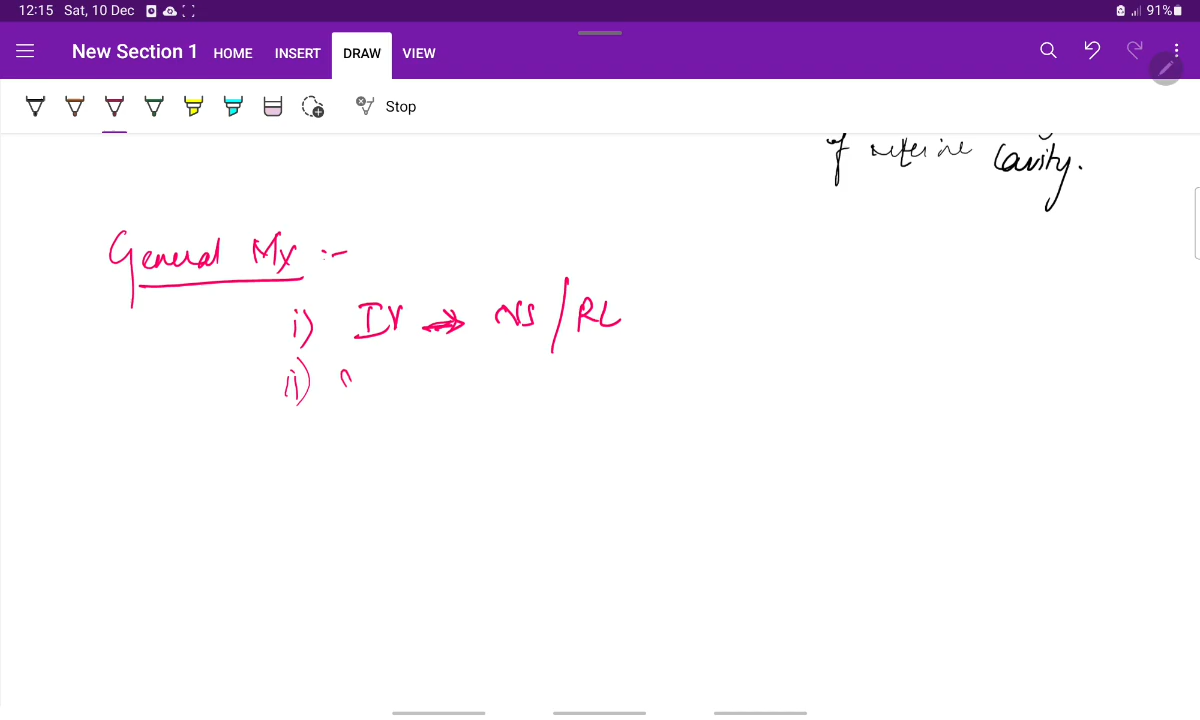 12:15 Sat, 10 Dec 91%
New Section 1 HOME INSERT DRAW VIEW
Stop
of uterine cavity.
General Mx :-
i) IV → NS/RL
ii)